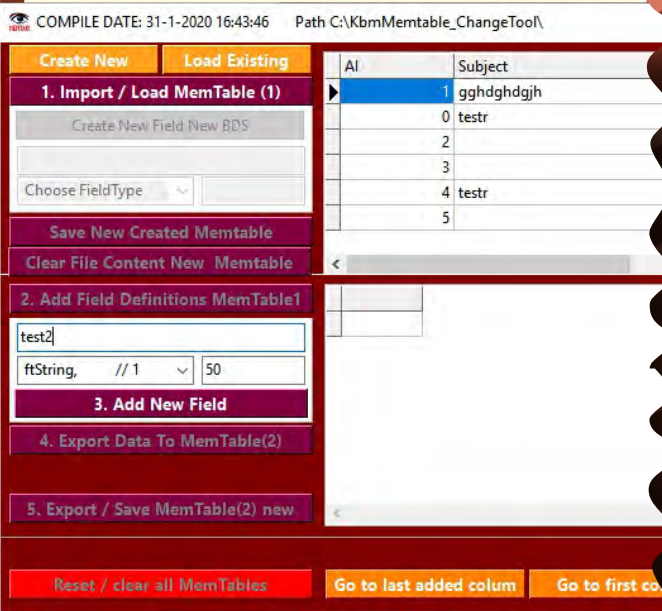 COMPILE DATE: 31-1-2020 16:43:46 Path C:\KbmMemtable_ChangeTool\
Create New Load Existing
1. Import / Load MemTable (1)
Create New Field New BDS
Choose FieldType
Save New Created Memtable
Clear File Content New Memtable
AI Subject
1 gghdghdgjh
0 testr
2
3
4 testr
5
2. Add Field Definitions MemTable1
test2
ftString, // 1 50
3. Add New Field
4. Export Data To MemTable(2)
5. Export / Save MemTable(2) new
Reset / clear all MemTables
Go to last added colum Go to first